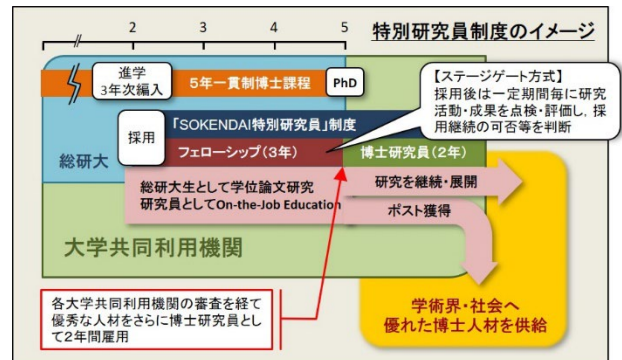 2 3 4 5
特別研究員制度のイメージ
進学
3年次編入
5年一貫制博士課程
PhD
【ステージゲート方式】
採用後は一定期間毎に研究
活動・成果を点検・評価し,採
用継続の可否等を判断
採用
「SOKENDAI特別研究員」制度
フェローシップ(3年)
博士研究員(2年)
総研大
総研大生として学位論文研究
研究員としてOn-the-Job Education
研究を継続・展開
ポスト獲得
大学共同利用機関
各大学共同利用機関の審査を経て
優秀な人材をさらに博士研究員とし
て2年間雇用
学術界・社会へ
優れた博士人材を供給